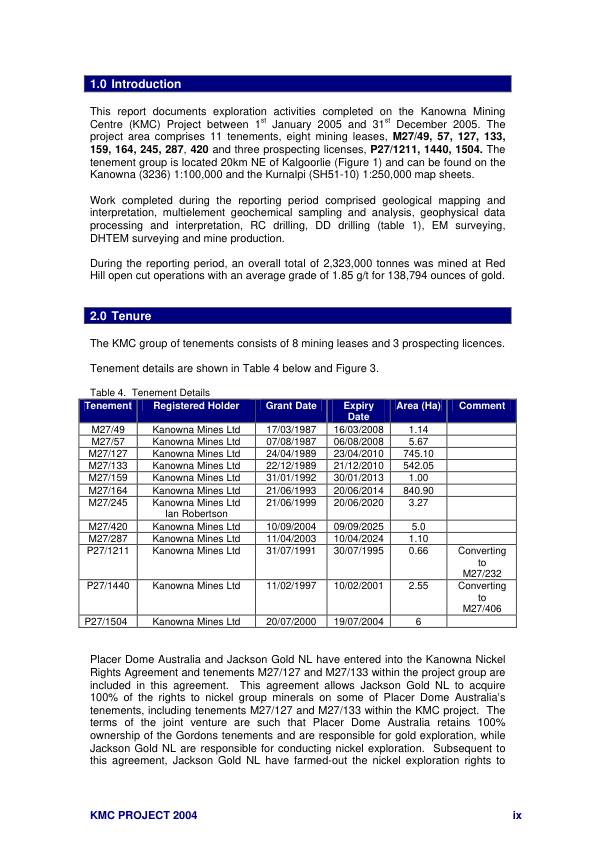 1.0 Introduction
This report documents exploration activities completed on the Kanowna Mining
Centre (KMC) Project between 1st January 2005 and 31st December 2005. The
project area comprises 11 tenements, eight mining leases, M27/49, 57, 127, 133,
159, 164, 245, 287, 420 and three prospecting licenses, P27/1211, 1440, 1504. The
tenement group is located 20km NE of Kalgoorlie (Figure 1) and can be found on the
Kanowna (3236) 1:100,000 and the Kurnalpi (SH51-10) 1:250,000 map sheets.
Work completed during the reporting period comprised geological mapping and
interpretation, multielement geochemical sampling and analysis, geophysical data
processing and interpretation, RC drilling, DD drilling (table 1), EM surveying,
DHTEM surveying and mine production.
During the reporting period, an overall total of 2,323,000 tonnes was mined at Red
Hill open cut operations with an average grade of 1.85 g/t for 138,794 ounces of gold.
2.0 Tenure
The KMC group of tenements consists of 8 mining leases and 3 prospecting licences.
Tenement details are shown in Table 4 below and Figure 3.
Table 4. Tenement Details
Tenement Registered Holder Grant Date Expiry Area (Ha) Comment
Date
M27/49 Kanowna Mines Ltd 17/03/1987 16/03/2008 1.14
M27/57 Kanowna Mines Ltd 07/08/1987 06/08/2008 5.67
M27/127 Kanowna Mines Ltd 24/04/1989 23/04/2010 745.10
M27/133 Kanowna Mines Ltd 22/12/1989 21/12/2010 542.05
M27/159 Kanowna Mines Ltd 31/01/1992 30/01/2013 1.00
M27/164 Kanowna Mines Ltd 21/06/1993 20/06/2014 840.90
M27/245 Kanowna Mines Ltd 21/06/1999 20/06/2020 3.27
Ian Robertson
M27/420 Kanowna Mines Ltd 10/09/2004 09/09/2025 5.0
M27/287 Kanowna Mines Ltd 11/04/2003 10/04/2024 1.10
P27/1211 Kanowna Mines Ltd 31/07/1991 30/07/1995 0.66 Converting
to
M27/232
P27/1440 Kanowna Mines Ltd 11/02/1997 10/02/2001 2.55 Converting
to
M27/406
P27/1504 Kanowna Mines Ltd 20/07/2000 19/07/2004 6
Placer Dome Australia and Jackson Gold NL have entered into the Kanowna Nickel
Rights Agreement and tenements M27/127 and M27/133 within the project group are
included in this agreement. This agreement allows Jackson Gold NL to acquire
100% of the rights to nickel group minerals on some of Placer Dome Australia's
tenements, including tenements M27/127 and M27/133 within the KMC project. The
terms of the joint venture are such that Placer Dome Australia retains 100%
ownership of the Gordons tenements and are responsible for gold exploration, while
Jackson Gold NL are responsible for conducting nickel exploration. Subsequent to
this agreement, Jackson Gold NL have farmed-out the nickel exploration rights to
KMC PROJECT 2004 ix